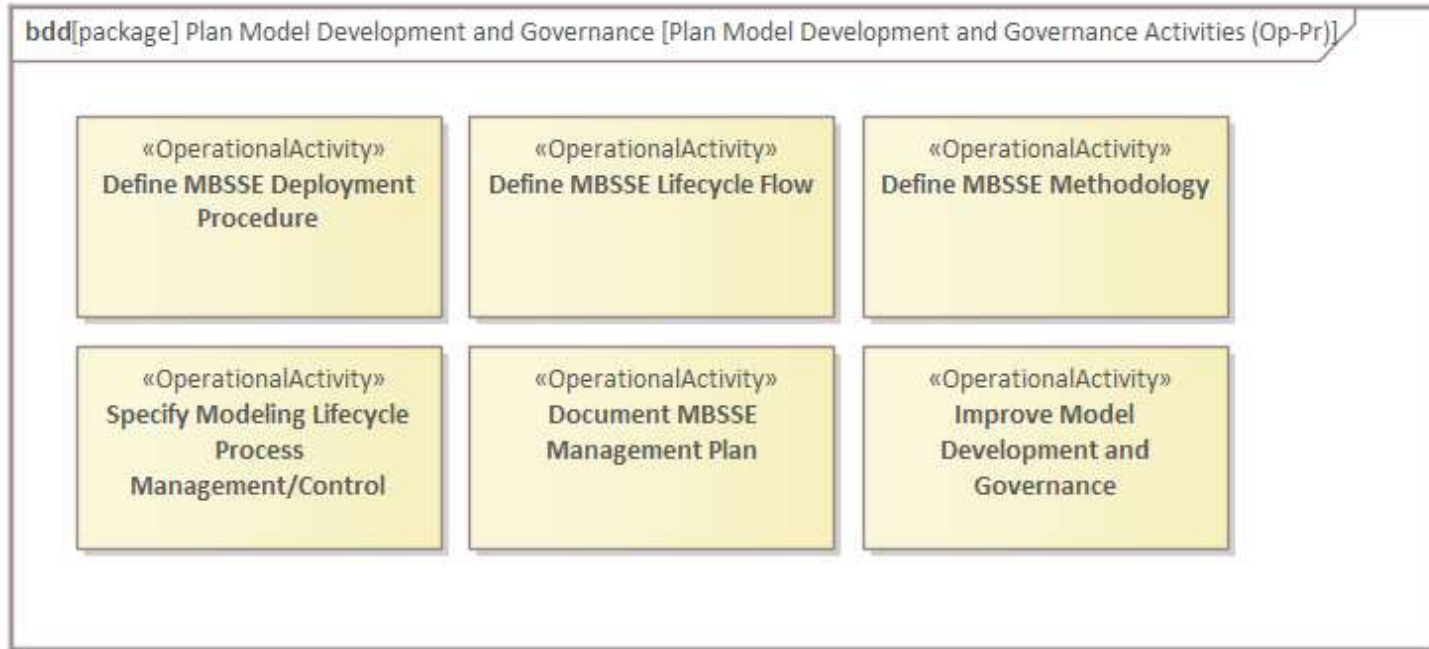 bdd[package] Plan Model Development and Governance [Plan Model Development and Governance Activities (Op-Pr)]
«OperationalActivity»
Define MBSSE Deployment
Procedure
«OperationalActivity»
Define MBSSE Lifecycle Flow
«OperationalActivity»
Define MBSSE Methodology
«OperationalActivity»
Specify Modeling Lifecycle
Process
Management/Control
«OperationalActivity»
Document MBSSE
Management Plan
«OperationalActivity»
Improve Model
Development and
Governance